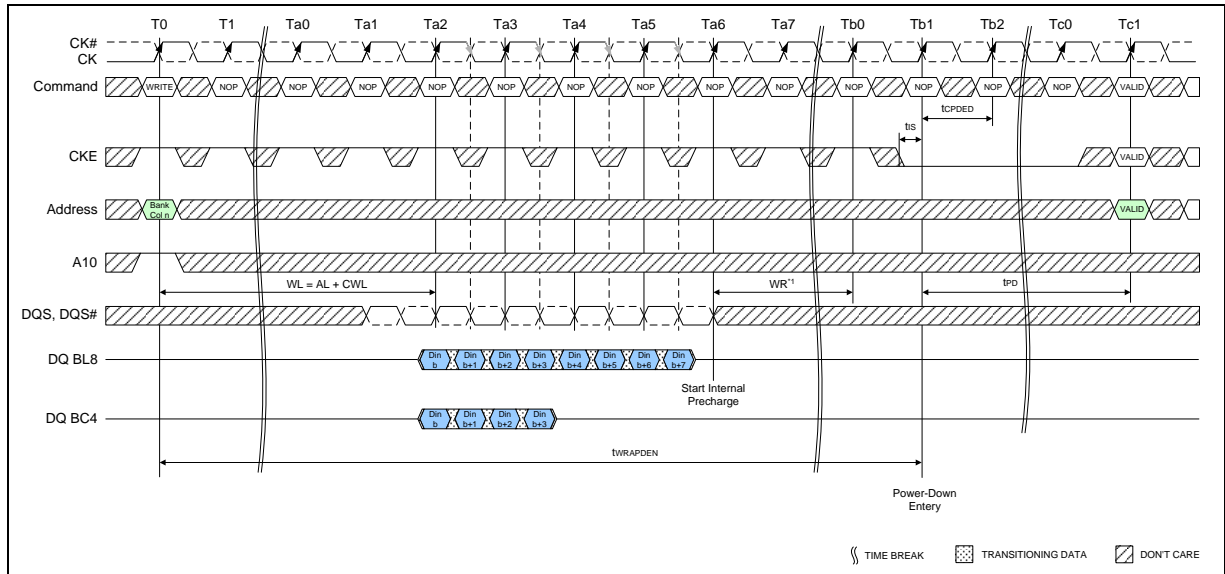 T0 T1 Ta0 Ta1 Ta2 Ta3 Ta4 Ta5 Ta6 Ta7 Tb0 Tb1 Tb2 Tc0 Tc1
CK#
CK
Command WRITE NOP NOP NOP NOP NOP NOP NOP NOP NOP NOP NOP NOP NOP VALID
tCPDED
tIS
CKE VALID
Address Bank Col n VALID
A10
WL = AL + CWL WR*1 tPD
DQS, DQS#
DQ BL8 Din b Din b+1 Din b+2 Din b+3 Din b+4 Din b+5 Din b+6 Din b+7
Start Internal
Precharge
DQ BC4 Din b Din b+1 Din b+2 Din b+3
tWRAPDEN
Power-Down
Entery
TIME BREAK TRANSITIONING DATA DON'T CARE